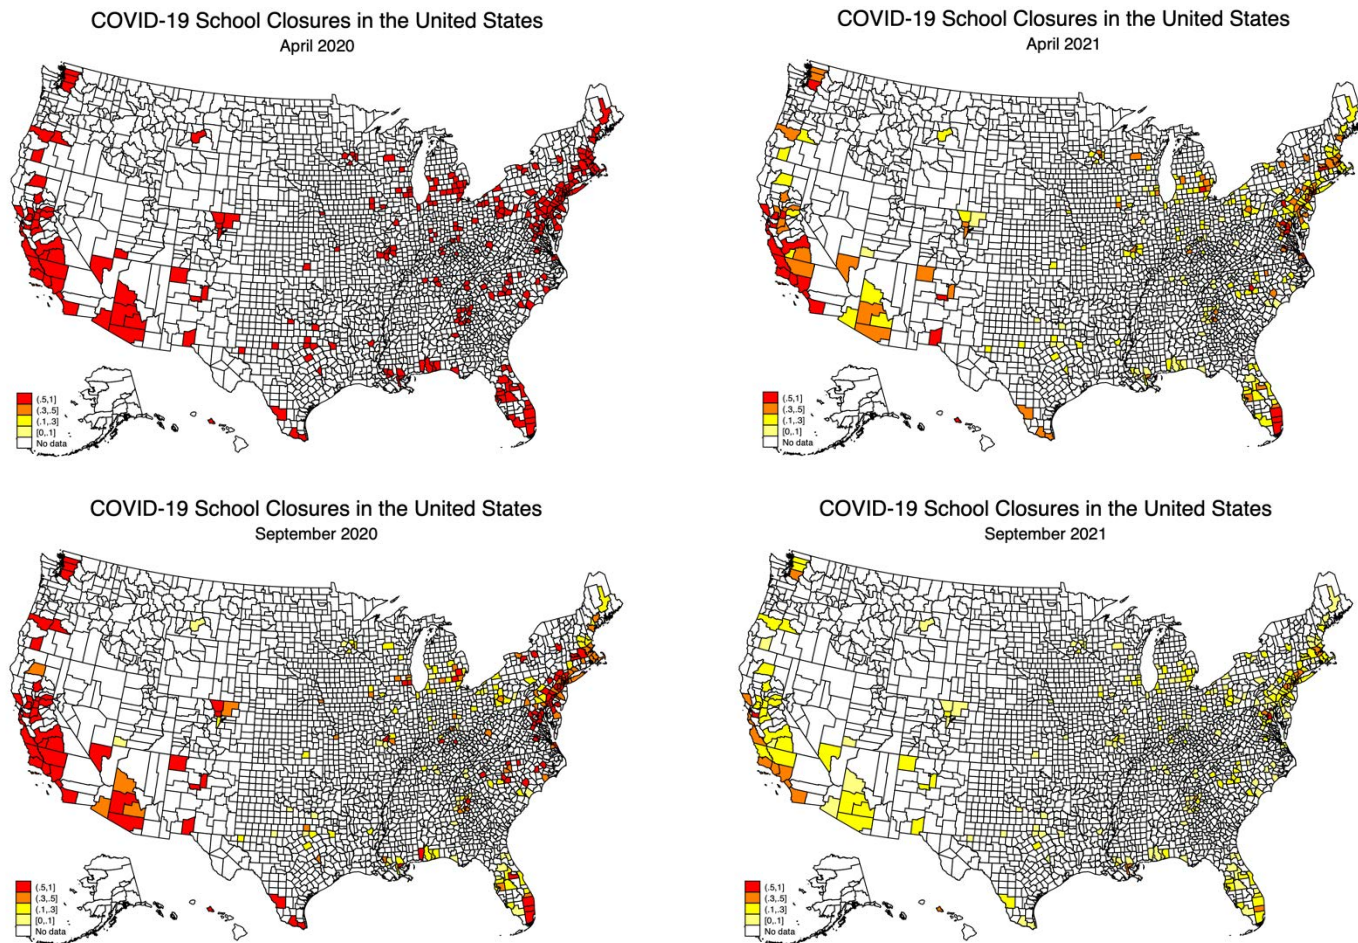 COVID-19 School Closures in the United States
April 2020
(.5,1]
(.3,.5]
(.1,.3]
[0,.1]
No data
COVID-19 School Closures in the United States
April 2021
(.5,1]
(.3,.5]
(.1,.3]
[0,.1]
No data
COVID-19 School Closures in the United States
September 2020
(.5,1]
(.3,.5]
(.1,.3]
[0,.1]
No data
COVID-19 School Closures in the United States
September 2021
(.5,1]
(.3,.5]
(.1,.3]
[0,.1]
No data